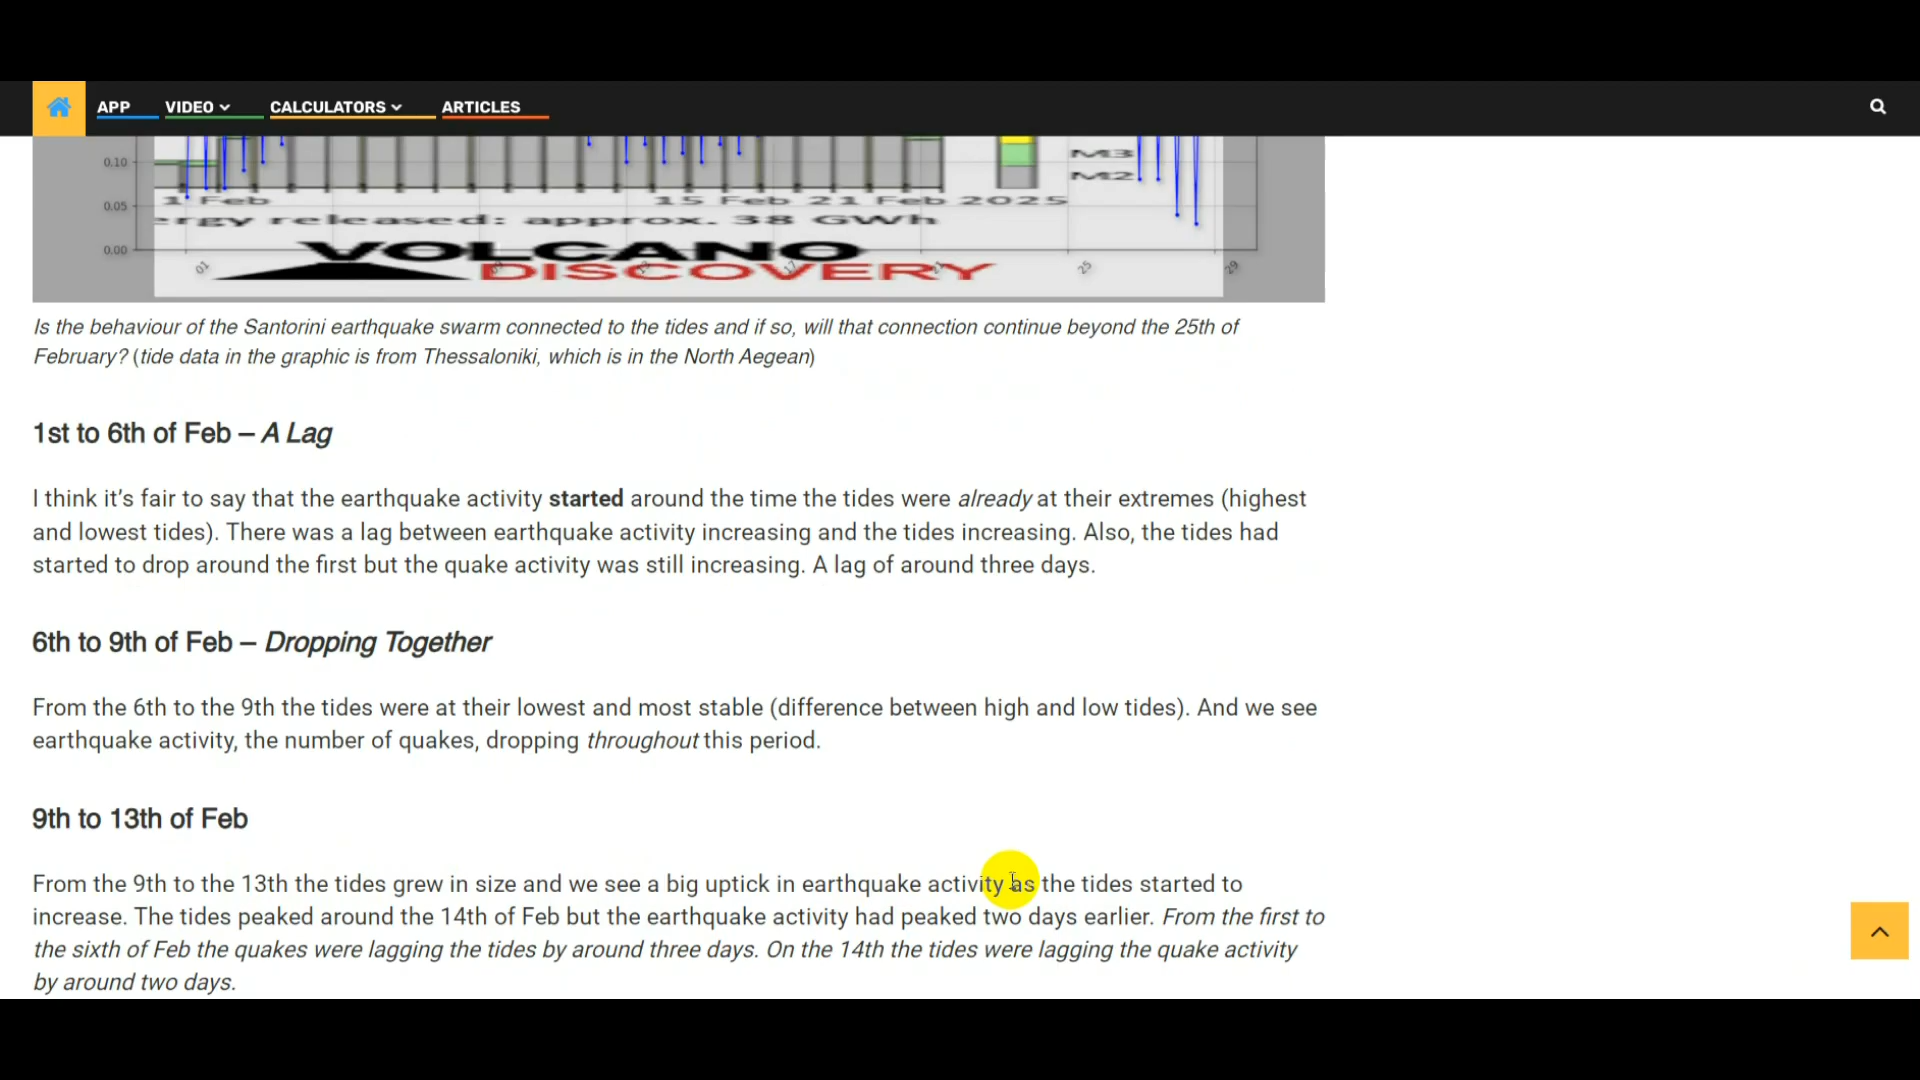 APP VIDEO CALCULATORS ARTICLES
0.10
M3
M2
1 Feb 15 Feb 21 Feb 2025
0.05
ergy released: approx. 38 GWh
0.00
VOLCANO
DISCOVERY
01 17 21 25 29
Is the behaviour of the Santorini earthquake swarm connected to the tides and if so, will that connection continue beyond the 25th of
February? (tide data in the graphic is from Thessaloniki, which is in the North Aegean)
1st to 6th of Feb – A Lag
I think it’s fair to say that the earthquake activity started around the time the tides were already at their extremes (highest
and lowest tides). There was a lag between earthquake activity increasing and the tides increasing. Also, the tides had
started to drop around the first but the quake activity was still increasing. A lag of around three days.
6th to 9th of Feb – Dropping Together
From the 6th to the 9th the tides were at their lowest and most stable (difference between high and low tides). And we see
earthquake activity, the number of quakes, dropping throughout this period.
9th to 13th of Feb
From the 9th to the 13th the tides grew in size and we see a big uptick in earthquake activity as the tides started to
increase. The tides peaked around the 14th of Feb but the earthquake activity had peaked two days earlier. From the first to
the sixth of Feb the quakes were lagging the tides by around three days. On the 14th the tides were lagging the quake activity
by around two days.